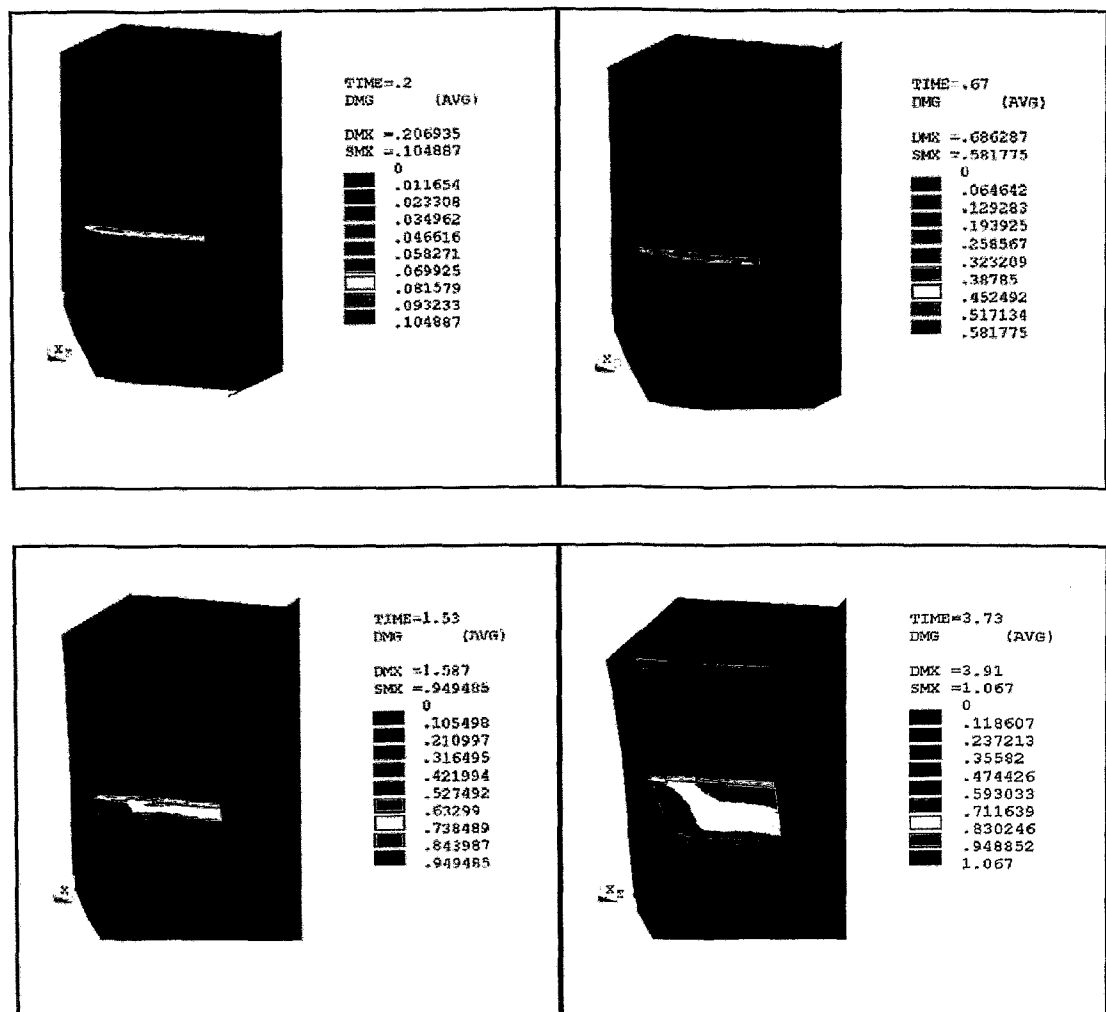 TIME=.2
DMG (AVG)
DMX =.206935
SMX =.104887
0
.011654
.023308
.034962
.046616
.058271
.069925
.081579
.093233
.104887
X
TIME=.67
DMG (AVG)
DMX =.686287
SMX =.581775
0
.064642
.129283
.193925
.258567
.323209
.38785
.452492
.517134
.581775
X
TIME=1.53
DMG (AVG)
DMX =1.587
SMX =.949485
0
.105498
.210997
.316495
.421994
.527492
.63299
.738489
.843987
.949485
X
TIME=3.73
DMG (AVG)
DMX =3.91
SMX =1.067
0
.118607
.237213
.35582
.474426
.593033
.711639
.830246
.948852
1.067
X